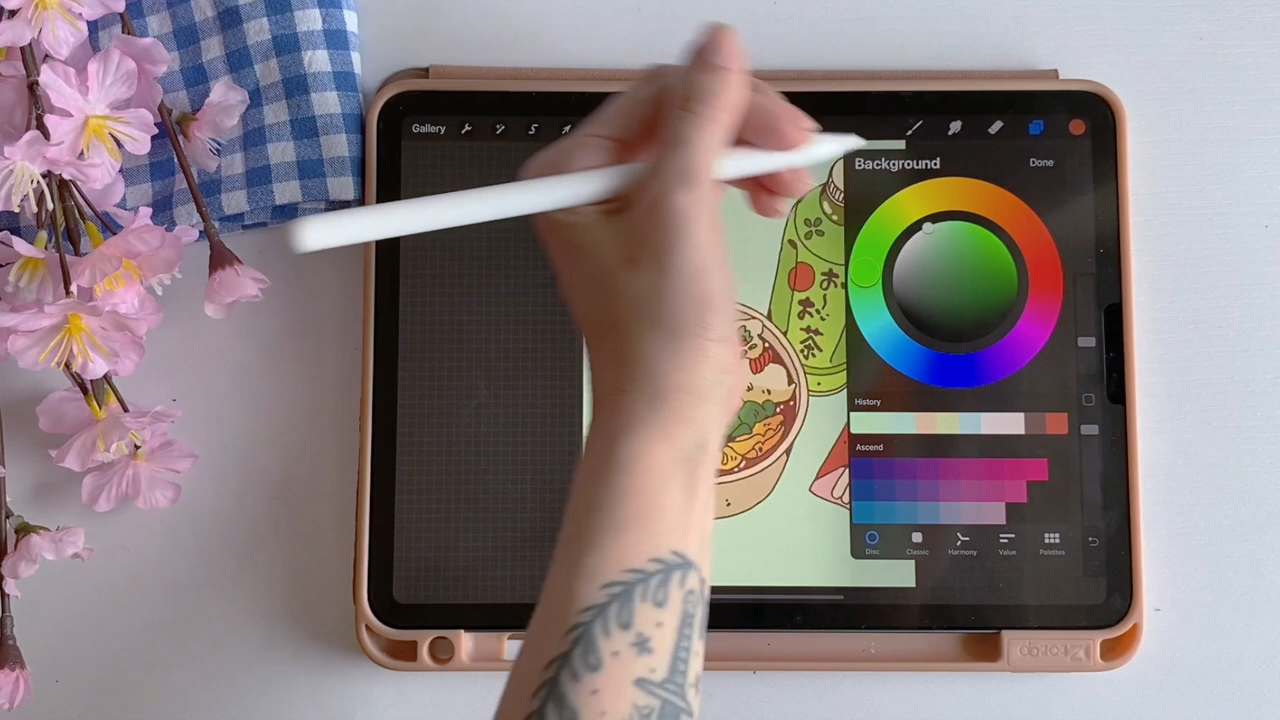 Gallery
Background
Done
お〜い
お茶
History
Ascend
Disc
Classic
Harmony
Value
Palettes